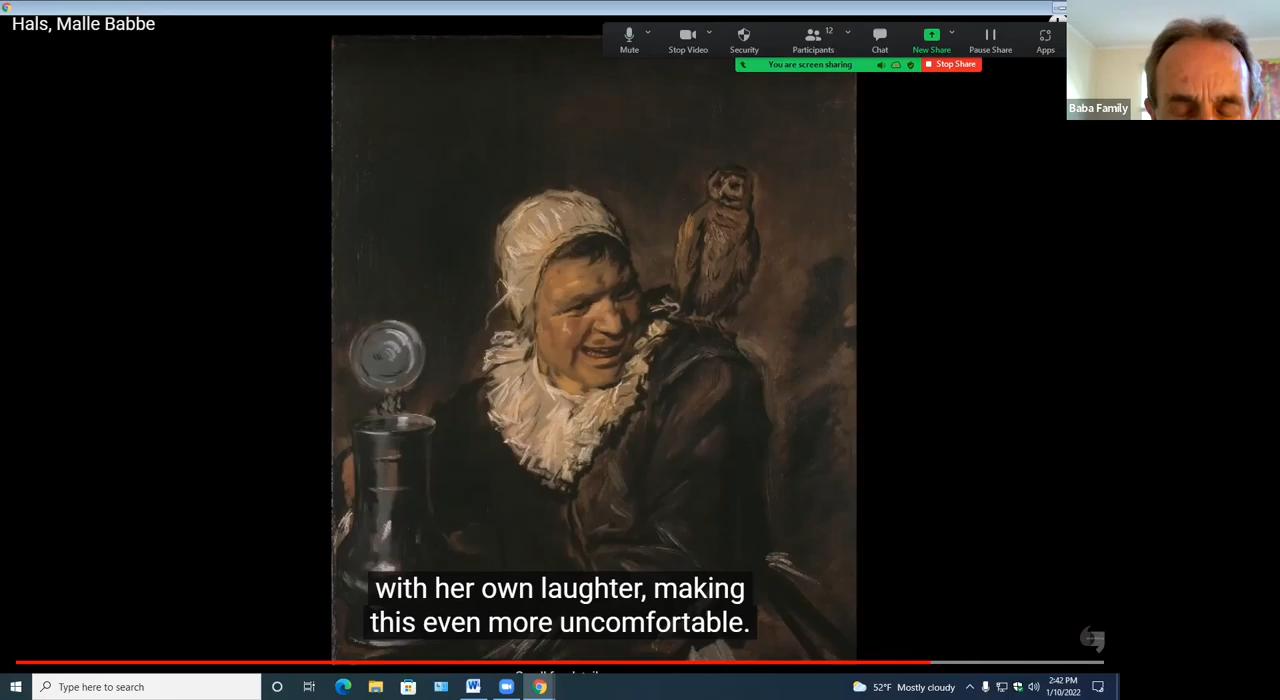 Hals, Malle Babbe
Mute
Stop Video
Security
12
Participants
Chat
New Share
Pause Share
Apps
You are screen sharing
Stop Share
Baba Family
with her own laughter, making
this even more uncomfortable.
Type here to search
52°F Mostly cloudy
2:42 PM
1/10/2022